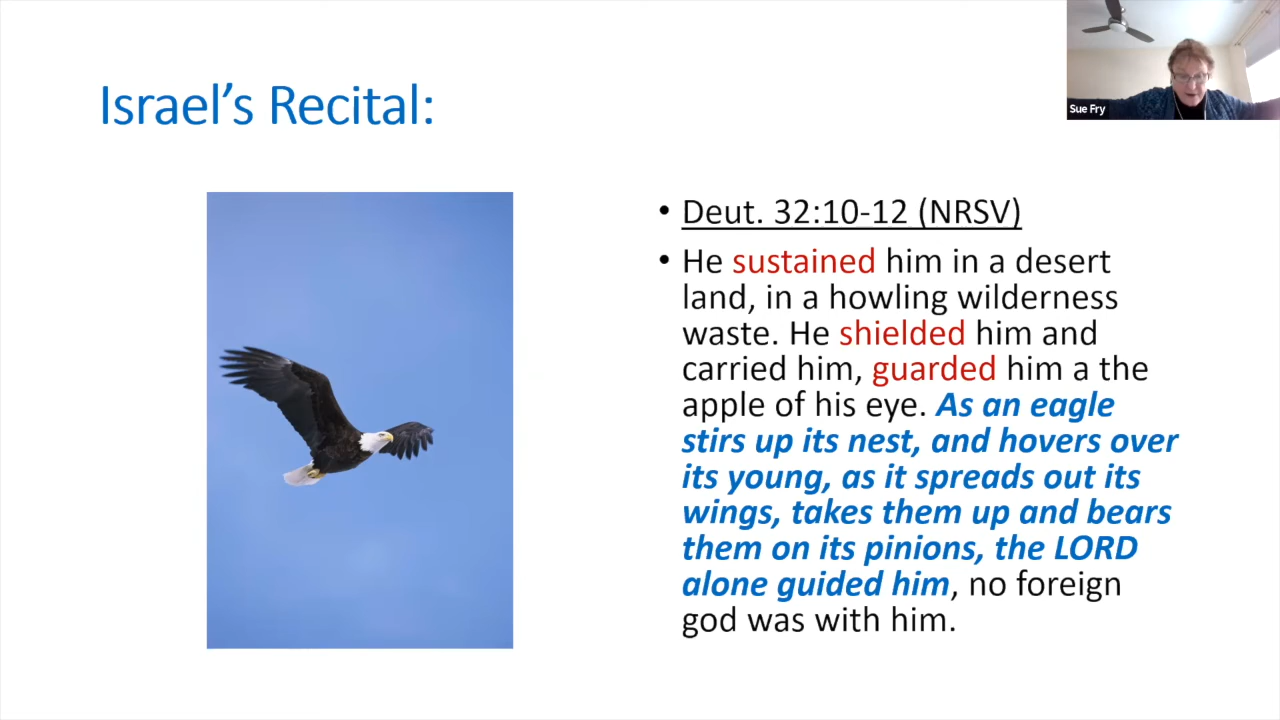 Israel's Recital:
Sue Fry
• Deut. 32:10-12 (NRSV)
• He sustained him in a desert
land, in a howling wilderness
waste. He shielded him and
carried him, guarded him a the
apple of his eye. As an eagle
stirs up its nest, and hovers over
its young, as it spreads out its
wings, takes them up and bears
them on its pinions, the LORD
alone guided him, no foreign
god was with him.